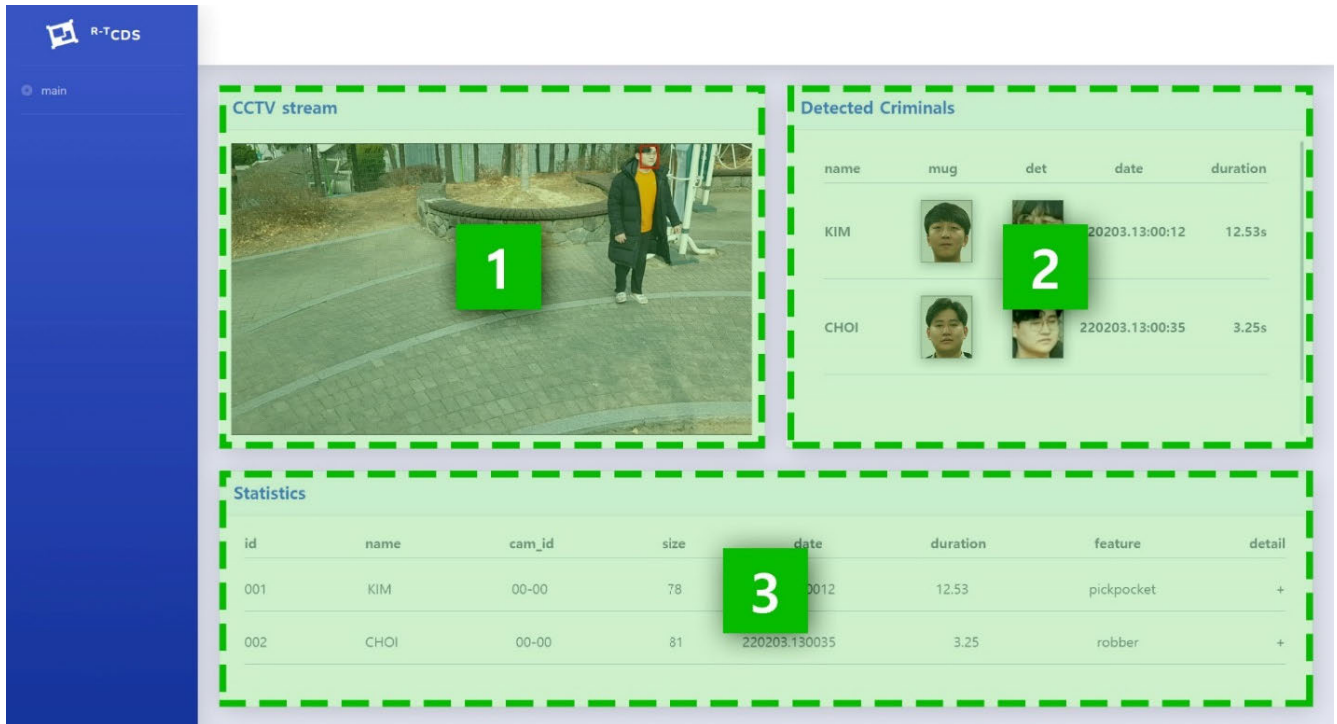 R-TCDS
main
CCTV stream
1
Detected Criminals
name mug det date duration
KIM 20203.13:00:12 12.53s
2
CHOI 220203.13:00:35 3.25s
Statistics
id name cam_id size date duration feature detail
001 KIM 00-00 78 0012 12.53 pickpocket +
3
002 CHOI 00-00 81 220203.130035 3.25 robber +